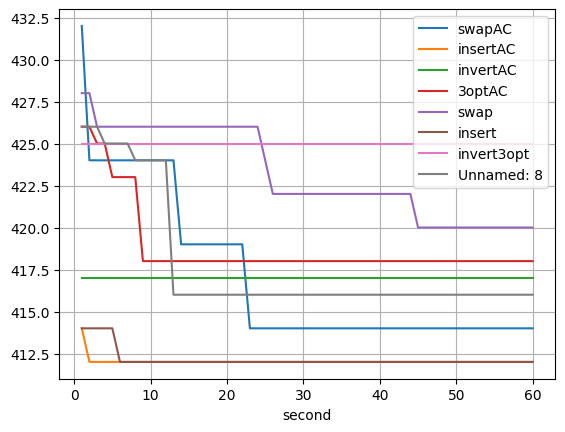 432.5
430.0
427.5
425.0
422.5
420.0
417.5
415.0
412.5
0 10 20 30 40 50 60
second
swapAC
insertAC
invertAC
3optAC
swap
insert
invert3opt
Unnamed: 8